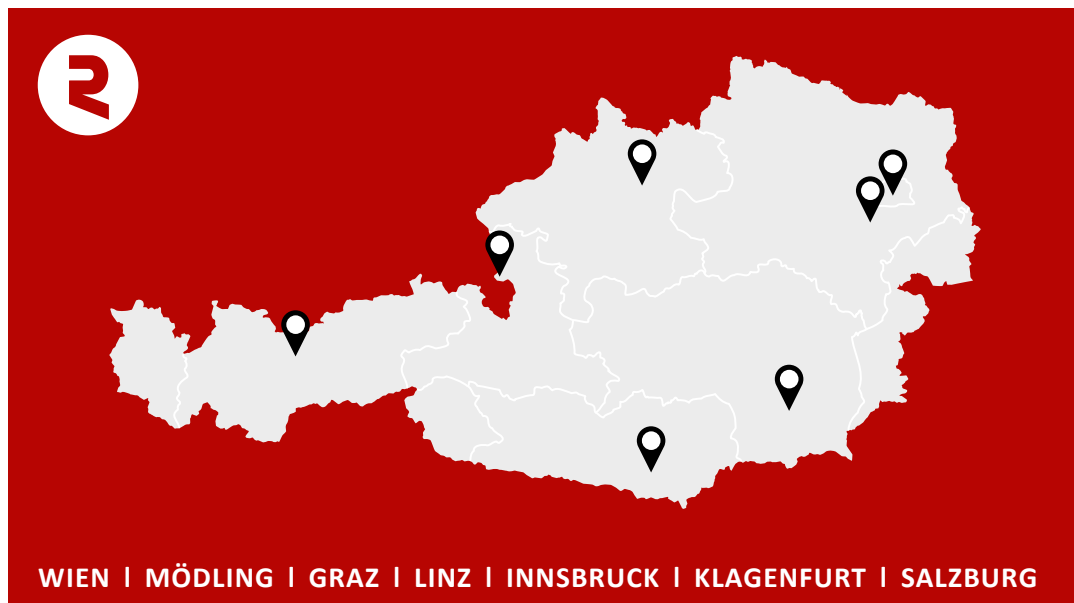 R
WIEN | MÖDLING | GRAZ | LINZ | INNSBRUCK | KLAGENFURT | SALZBURG